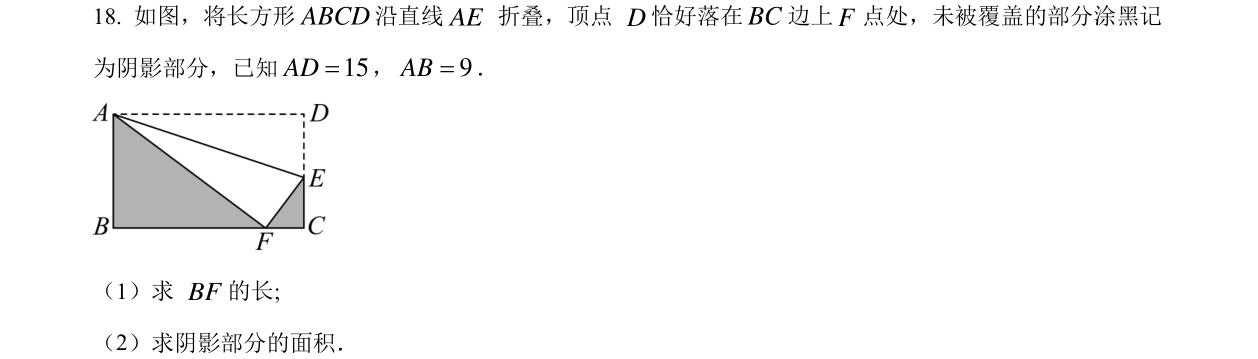 18. 如图，将长方形 ABCD 沿直线 AE 折叠，顶点 D 恰好落在 BC 边上 F 点处，未被覆盖的部分涂黑记
为阴影部分，已知 AD = 15，AB = 9．
A D
E
B C
F
（1）求 BF 的长;
（2）求阴影部分的面积．